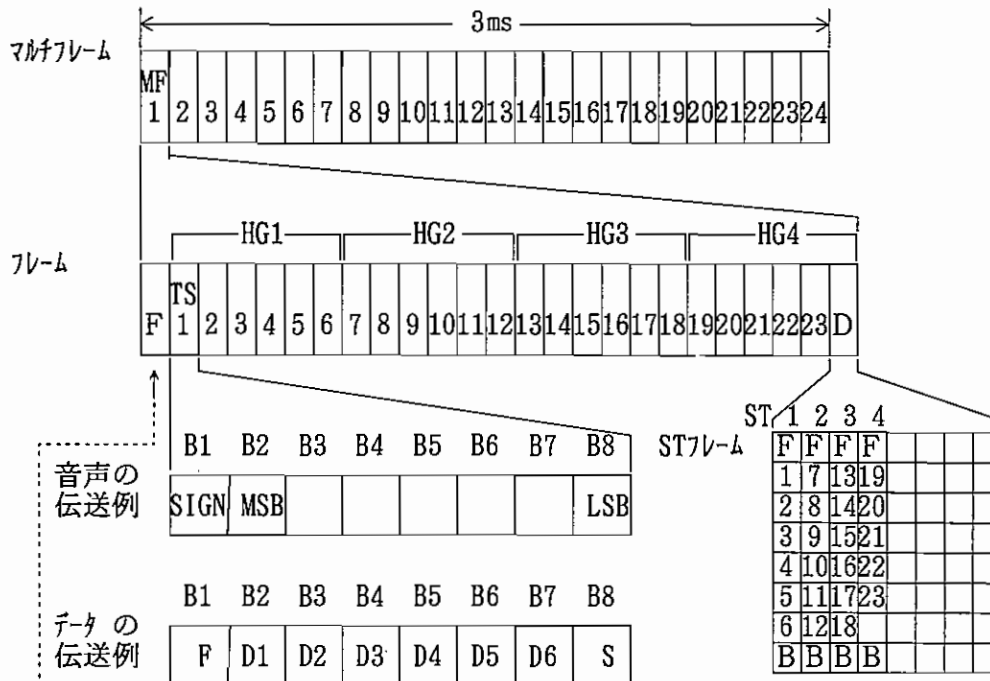 3ms
マルチフレーム
MF
1 2 3 4 5 6 7 8 9 10 11 12 13 14 15 16 17 18 19 20 21 22 23 24
HG1 HG2 HG3 HG4
フレーム
TS
F 1 2 3 4 5 6 7 8 9 10 11 12 13 14 15 16 17 18 19 20 21 22 23 D
ST 1 2 3 4
STフレーム
F F F F
1 7 13 19
2 8 14 20
3 9 15 21
4 10 16 22
5 11 17 23
6 12 18
B B B B
B1 B2 B3 B4 B5 B6 B7 B8
音声の
伝送例
SIGN MSB LSB
B1 B2 B3 B4 B5 B6 B7 B8
データ の
伝送例
F D1 D2 D3 D4 D5 D6 S